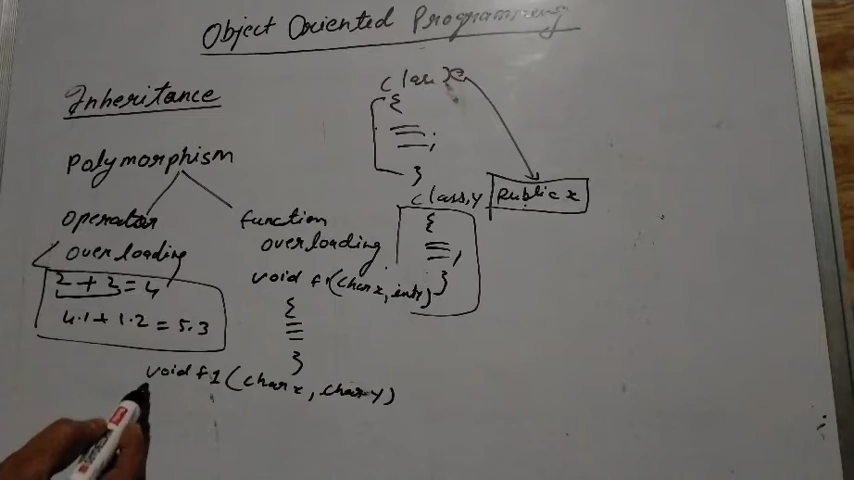 Object Oriented Programming
Inheritance
class x
{
}
Polymorphism
class y Public x
{
}
operator overloading
2 + 2 = 4
4.1 + 1.2 = 5.3
function overloading
void f1(char x, int y)
{
}
void f1(char x, char y)